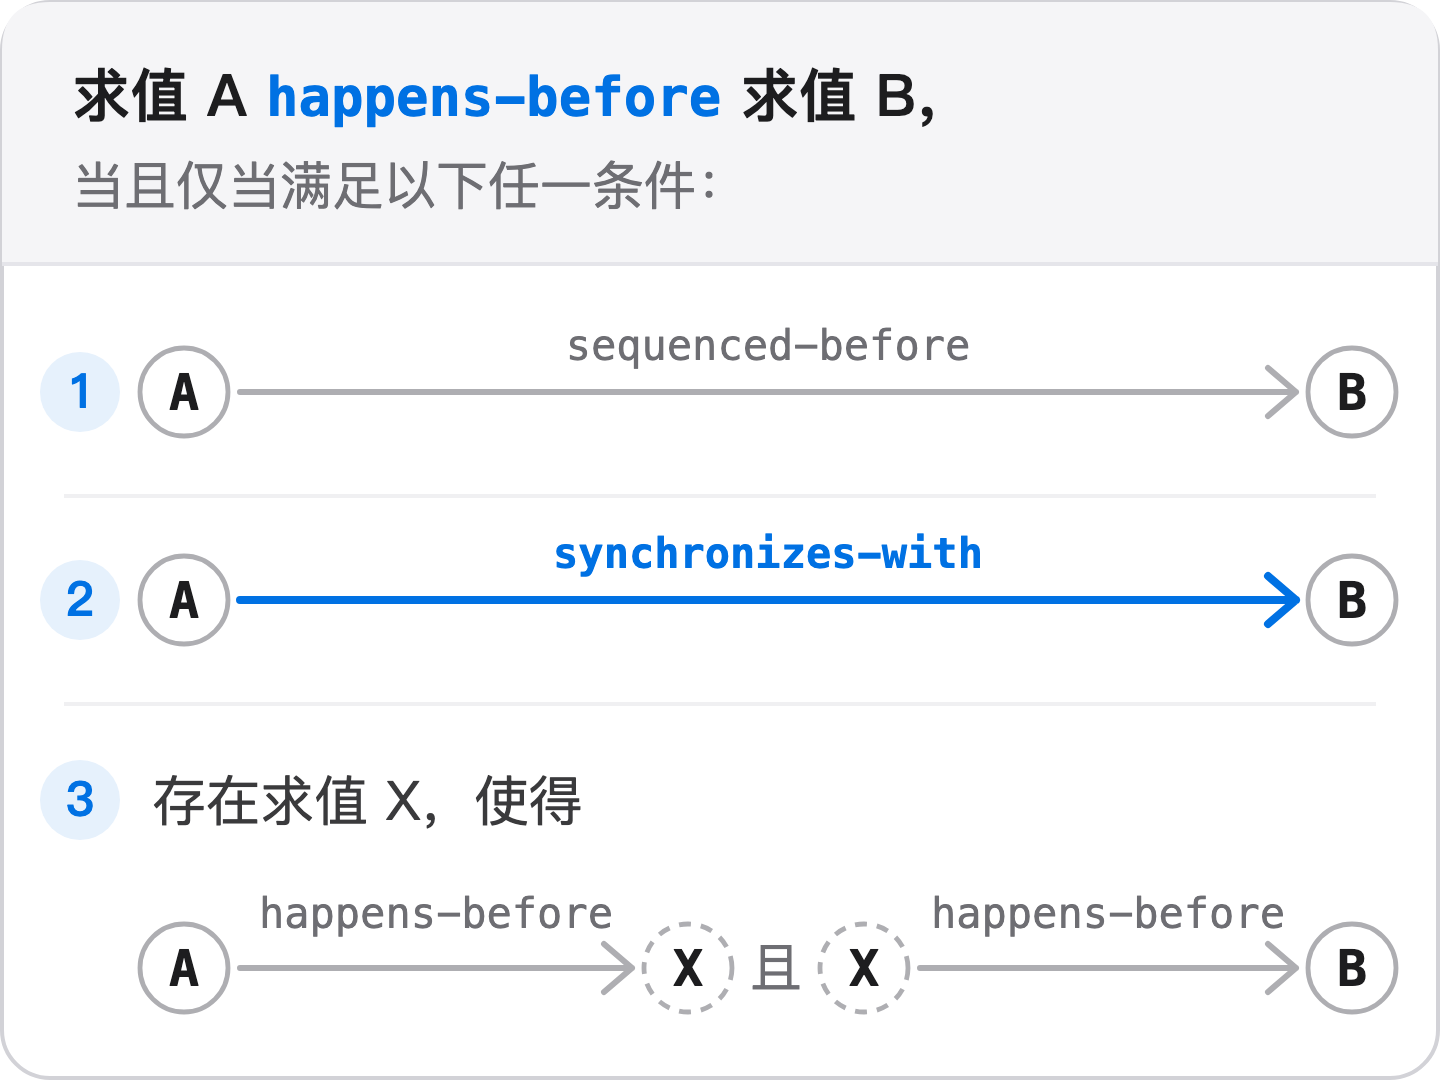 求值 A happens-before 求值 B,
当且仅当满足以下任一条件：
sequenced-before
1 A B
synchronizes-with
2 A B
3 存在求值 X，使得
happens-before happens-before
A X 且 X B